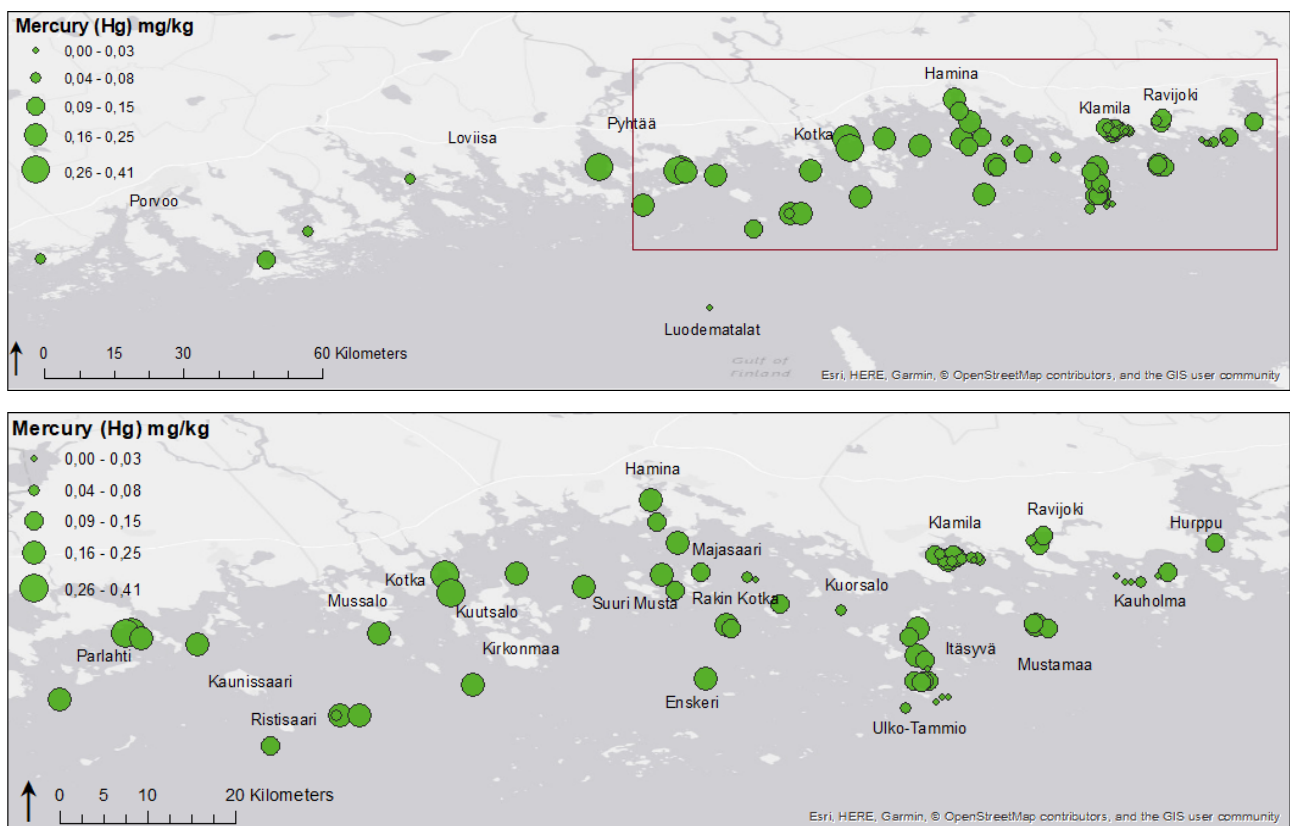 Mercury (Hg) mg/kg
0,00 - 0,03
0,04 - 0,08
0,09 - 0,15
0,16 - 0,25
0,26 - 0,41
Hamina
Klamila
Ravijoki
Pyhtää
Kotka
Loviisa
Porvoo
Luodematalat
0 15 30 60 Kilometers
Gulf of
Finland
Esri, HERE, Garmin, © OpenStreetMap contributors, and the GIS user community
Mercury (Hg) mg/kg
0,00 - 0,03
0,04 - 0,08
0,09 - 0,15
0,16 - 0,25
0,26 - 0,41
Hamina
Klamila
Ravijoki
Hurppu
Majasaari
Kotka
Mussalo
Kuutsalo
Suuri Musta
Rakin Kotka
Kuorsalo
Kauholma
Parlahti
Kirkonmaa
Itäsyvä
Mustamaa
Kaunissaari
Enskeri
Ristisaari
Ulko-Tammio
0 5 10 20 Kilometers
Esri, HERE, Garmin, © OpenStreetMap contributors, and the GIS user community